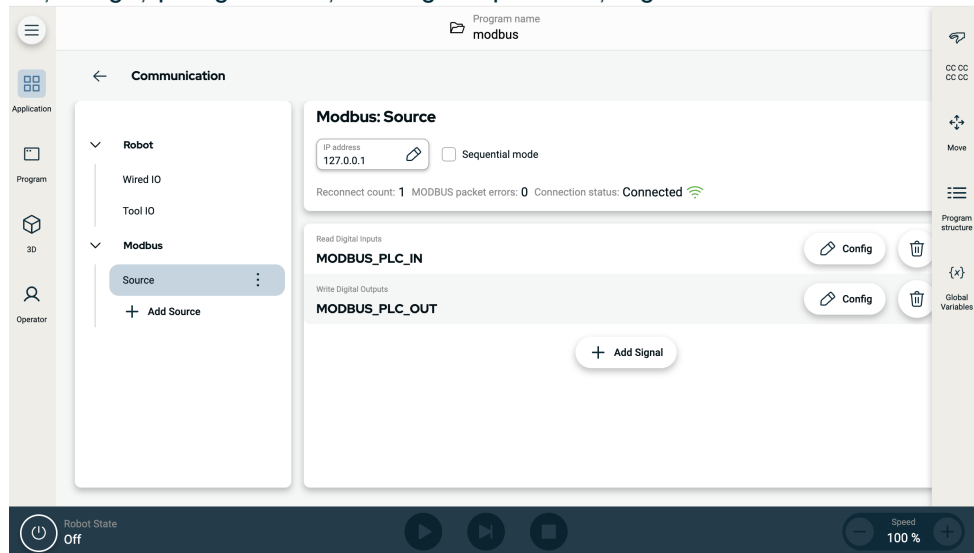 Program name
modbus
Communication
Application
Program
3D
Operator
Robot
Wired IO
Tool IO
Modbus
Source
Add Source
Modbus: Source
IP address
127.0.0.1
Sequential mode
Reconnect count: 1 MODBUS packet errors: 0 Connection status: Connected
Read Digital Inputs
MODBUS_PLC_IN
Config
Write Digital Outputs
MODBUS_PLC_OUT
Config
Add Signal
CC CC
CC CC
Move
Program
structure
{x}
Global
Variables
Robot State
Off
Speed
100 %